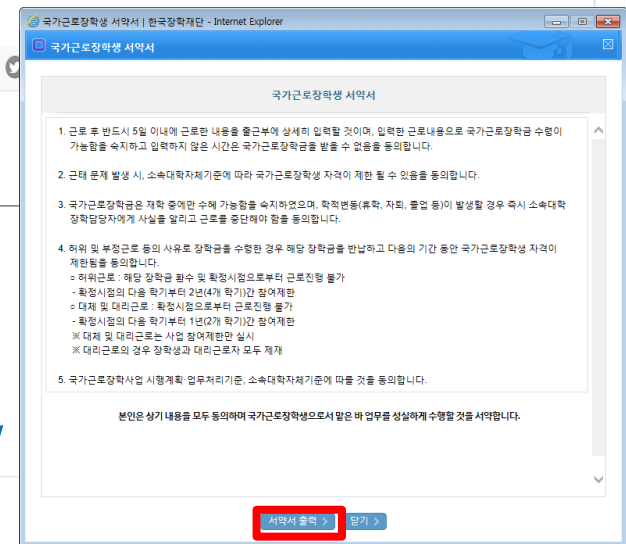 국가근로장학생 서약서 | 한국장학재단 - Internet Explorer
국가근로장학생 서약서
국가근로장학생 서약서
1. 근로 후 반드시 5일 이내에 근로한 내용을 출근부에 상세히 입력할 것이며, 입력한 근로내용으로 국가근로장학금 수령이
가능함을 숙지하고 입력하지 않은 시간은 국가근로장학금을 받을 수 없음을 동의합니다.
2. 근태 문제 발생 시, 소속대학자체기준에 따라 국가근로장학생 자격이 제한 될 수 있음을 동의합니다.
3. 국가근로장학금은 재학 중에만 수혜 가능함을 숙지하였으며, 학적변동(휴학, 자퇴, 졸업 등)이 발생할 경우 즉시 소속대학
장학담당자에게 사실을 알리고 근로를 중단해야 함을 동의합니다.
4. 허위 및 부정근로 등의 사유로 장학금을 수령한 경우 해당 장학금을 반납하고 다음의 기간 동안 국가근로장학생 자격이
제한됨을 동의합니다.
○ 허위근로 : 해당 장학금 환수 및 확정시점으로부터 근로진행 불가
- 확정시점의 다음 학기부터 2년(4개 학기)간 참여제한
○ 대체 및 대리근로 : 확정시점으로부터 근로진행 불가
- 확정시점의 다음 학기부터 1년(2개 학기)간 참여제한
※ 대체 및 대리근로는 사업 참여제한만 실시
※ 대리근로의 경우 장학생과 대리근로자 모두 제재
5. 국가근로장학사업 시행계획·업무처리기준, 소속대학자체기준에 따를 것을 동의합니다.
본인은 상기 내용을 모두 동의하며 국가근로장학생으로서 맡은 바 업무를 성실하게 수행할 것을 서약합니다.
서약서 출력 > 닫기 >